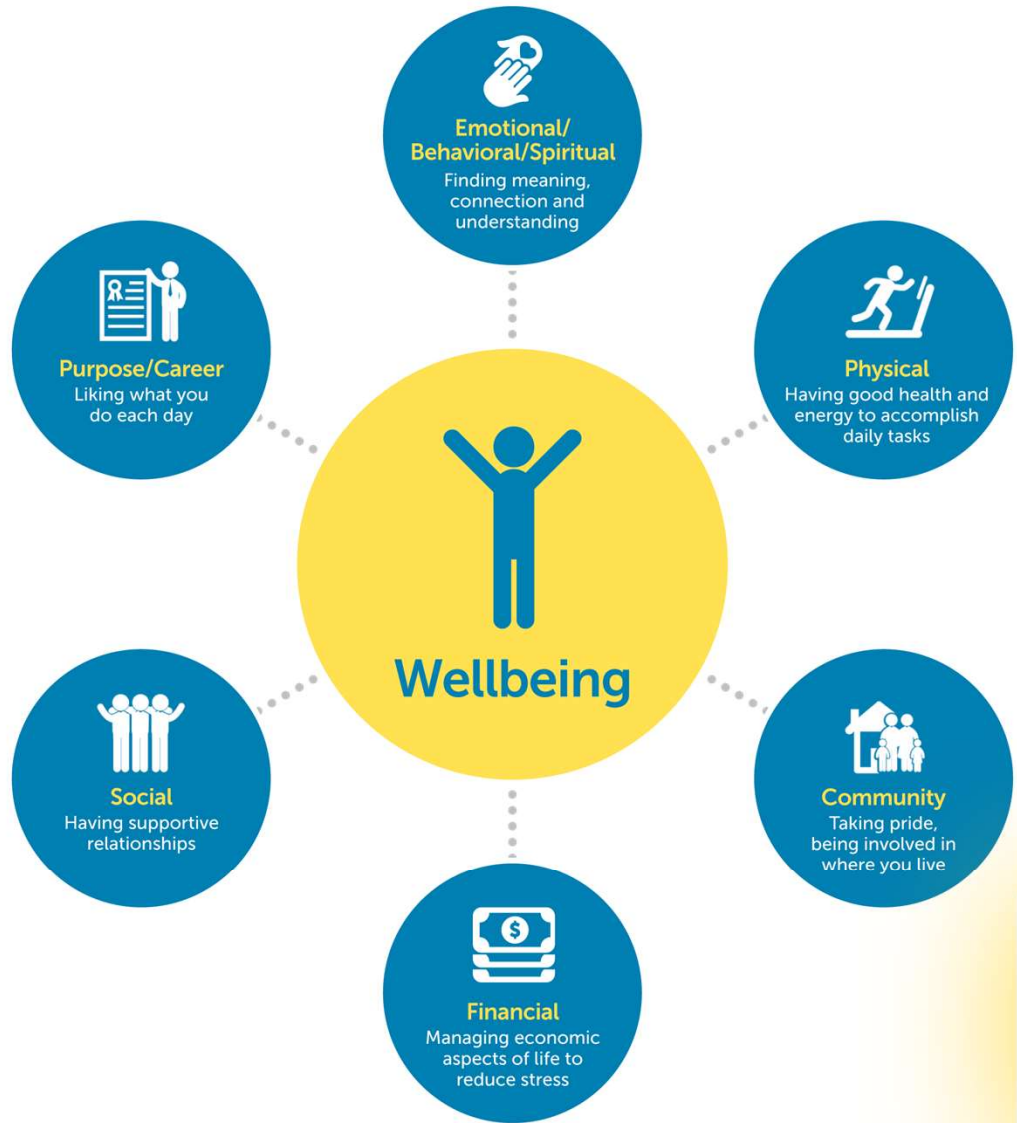 Emotional/
Behavioral/Spiritual
Finding meaning,
connection and
understanding
Purpose/Career
Liking what you
do each day
Physical
Having good health and
energy to accomplish
daily tasks
Wellbeing
Social
Having supportive
relationships
Community
Taking pride,
being involved in
where you live
$
Financial
Managing economic
aspects of life to
reduce stress